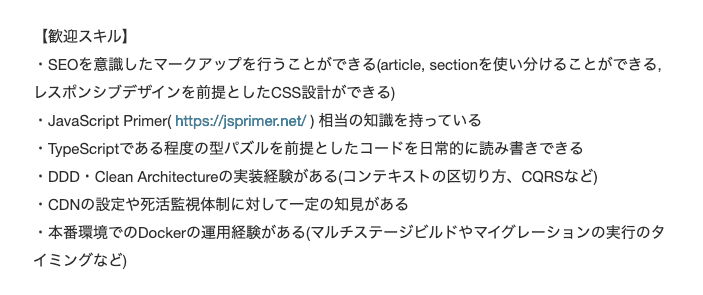 【歓迎スキル】
・SEOを意識したマークアップを行うことができる(article, sectionを使い分けることができる,
レスポンシブデザインを前提としたCSS設計ができる)
・JavaScript Primer( https://jsprimer.net/ ) 相当の知識を持っている
・TypeScriptである程度の型パズルを前提としたコードを日常的に読み書きできる
・DDD・Clean Architectureの実装経験がある(コンテキストの区切り方、CQRSなど)
・CDNの設定や死活監視体制に対して一定の知見がある
・本番環境でのDockerの運用経験がある(マルチステージビルドやマイグレーションの実行のタ
イミングなど)